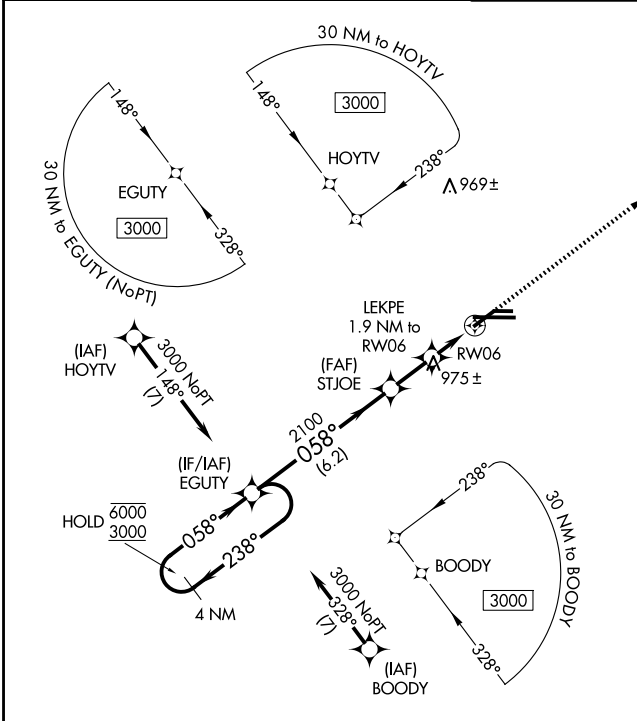 30 NM to HOYTV
148°
3000
238°
HOYTV
969±
148°
EGUTY
3000
328°
30 NM to EGUTY (NoPT)
(IAF)
HOYTV
3000 NoPT
148°
(7)
LEKPE
1.9 NM to
RW06
RW06
975±
(FAF)
STJOE
2100
058°
(6.2)
(IF/IAF)
EGUTY
HOLD
6000
3000
058°
238°
4 NM
238°
30 NM to BOODY
BOODY
3000
328°
3000 NoPT
328°
(7)
(IAF)
BOODY